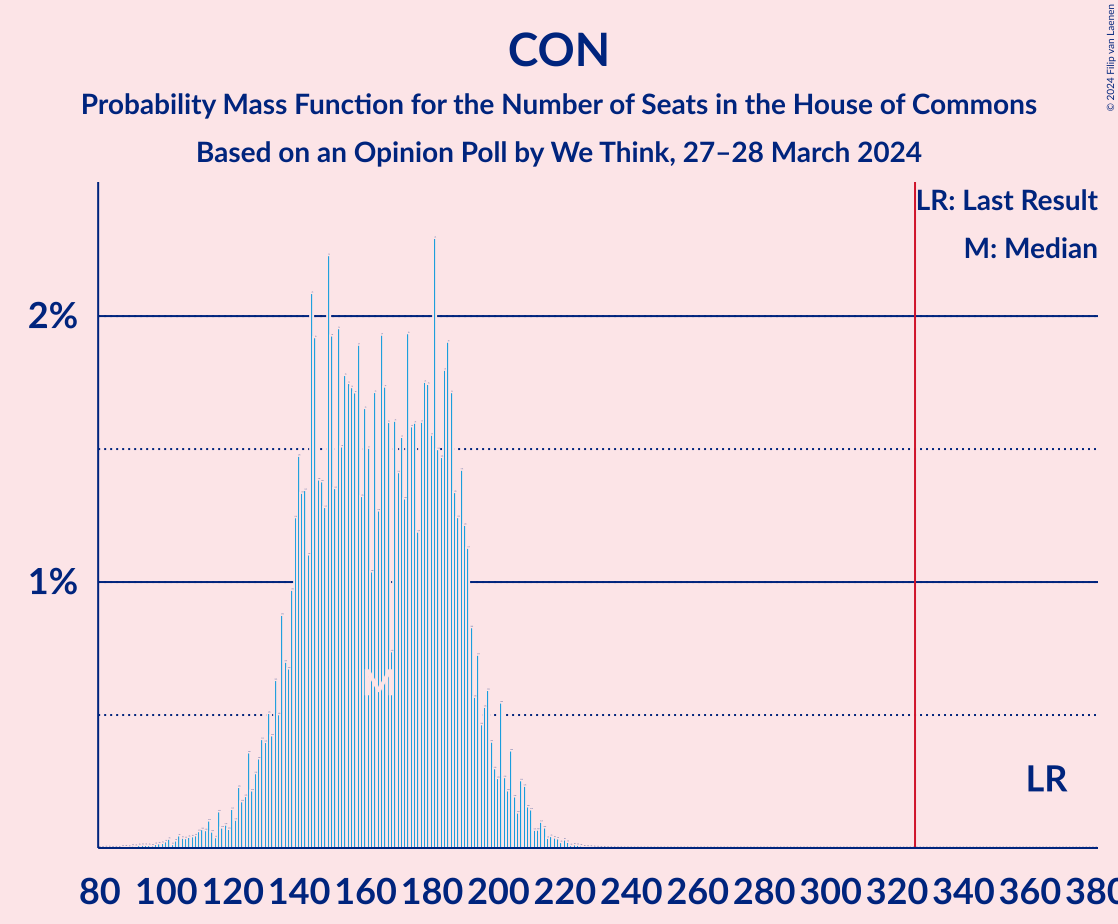 CON
Probability Mass Function for the Number of Seats in the House of Commons
Based on an Opinion Poll by We Think, 27–28 March 2024
© 2024 Filip van Laenen
LR: Last Result
M: Median
2%
1%
M
LR
80 100 120 140 160 180 200 220 240 260 280 300 320 340 360 380